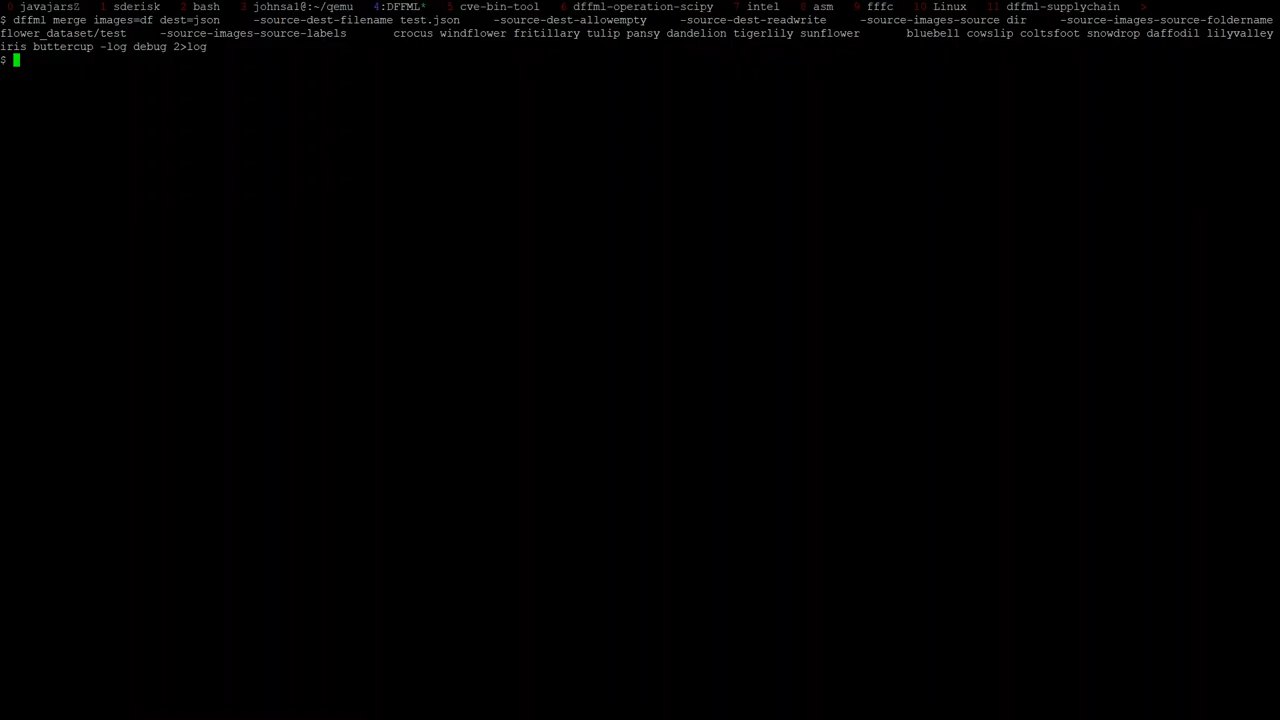 0 javajarsZ 1 sderisk 2 bash 3 johnsa1@:~/qemu 4:DFFML* 5 cve-bin-tool 6 dffml-operation-scipy 7 intel 8 asm 9 fffc 10 Linux 11 dffml-supplychain >
$ dffml merge images=df dest=json -source-dest-filename test.json -source-dest-allowempty -source-dest-readwrite -source-images-source dir -source-images-source-foldername
flower_dataset/test -source-images-source-labels crocus windflower fritillary tulip pansy dandelion tigerlily sunflower bluebell cowslip coltsfoot snowdrop daffodil lilyvalley
iris buttercup -log debug 2>log
$